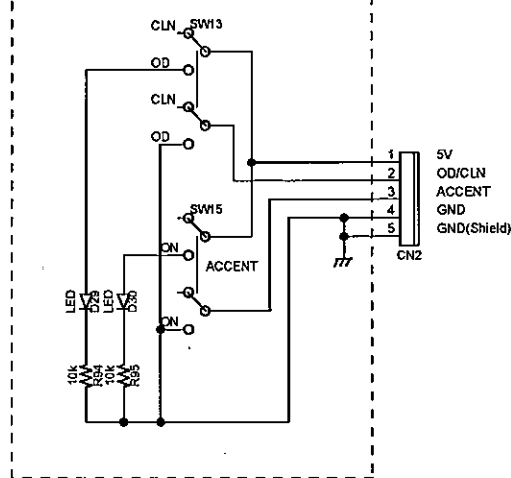 CLN SW13
OD
CLN
OD
SW15
ON
ACCENT
ON
LED D29
LED D30
10k R94
10k R95
1 5V
2 OD/CLN
3 ACCENT
4 GND
5 GND(Shield)
CN2